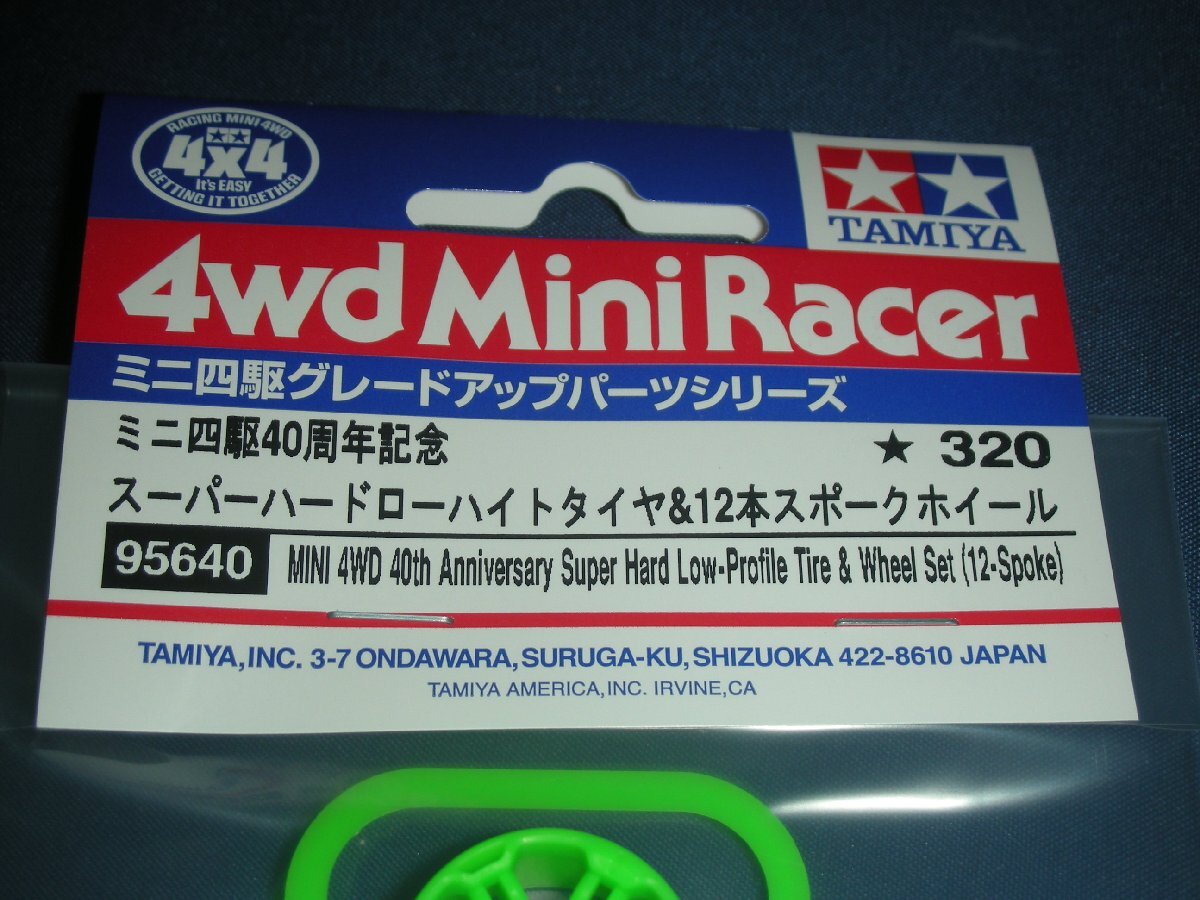 RACING MINI 4WD
4x4
It's EASY
GETTING IT TOGETHER
TAMIYA
4wd Mini Racer
ミニ四駆グレードアップパーツシリーズ
ミニ四駆40周年記念
★ 320
スーパーハードローハイトタイヤ&12本スポークホイール
95640
MINI 4WD 40th Anniversary Super Hard Low-Profile Tire & Wheel Set (12-Spoke)
TAMIYA,INC. 3-7 ONDAWARA,SURUGA-KU,SHIZUOKA 422-8610 JAPAN
TAMIYA AMERICA,INC. IRVINE,CA